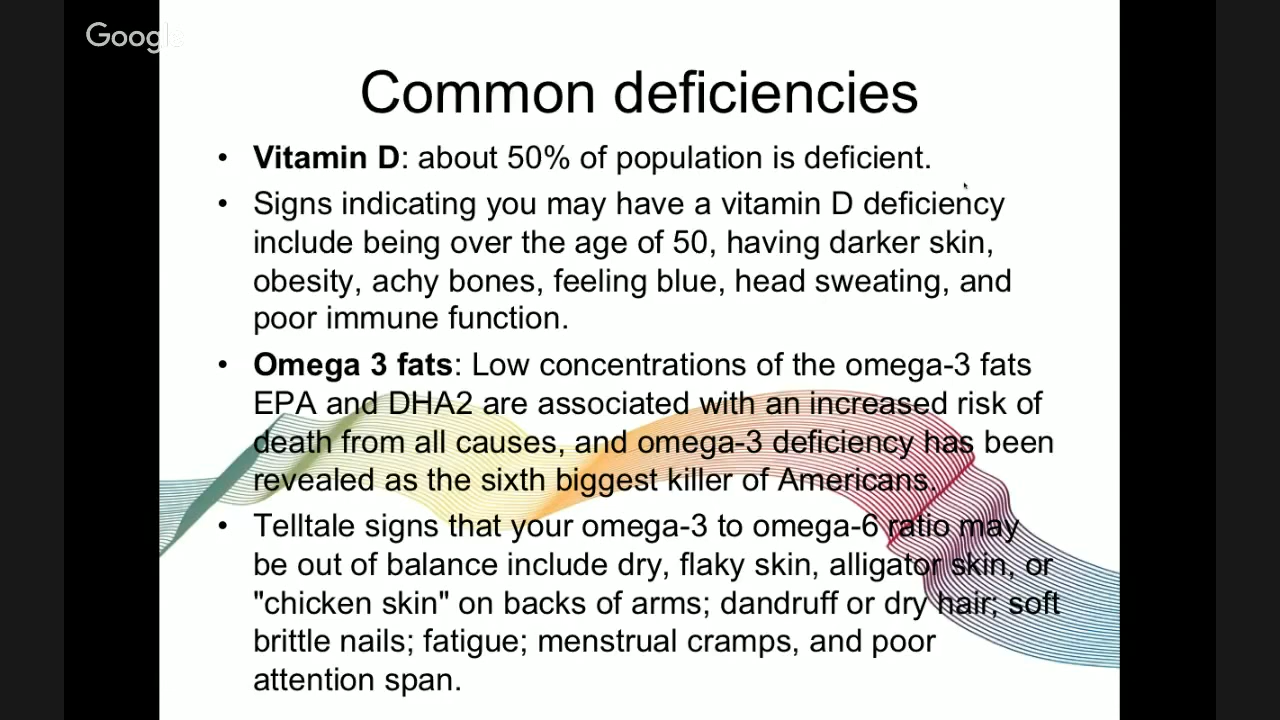 Google
Common deficiencies
• Vitamin D: about 50% of population is deficient.
• Signs indicating you may have a vitamin D deficiency
include being over the age of 50, having darker skin,
obesity, achy bones, feeling blue, head sweating, and
poor immune function.
• Omega 3 fats: Low concentrations of the omega-3 fats
EPA and DHA2 are associated with an increased risk of
death from all causes, and omega-3 deficiency has been
revealed as the sixth biggest killer of Americans.
• Telltale signs that your omega-3 to omega-6 ratio may
be out of balance include dry, flaky skin, alligator skin, or
"chicken skin" on backs of arms; dandruff or dry hair; soft
brittle nails; fatigue; menstrual cramps, and poor
attention span.